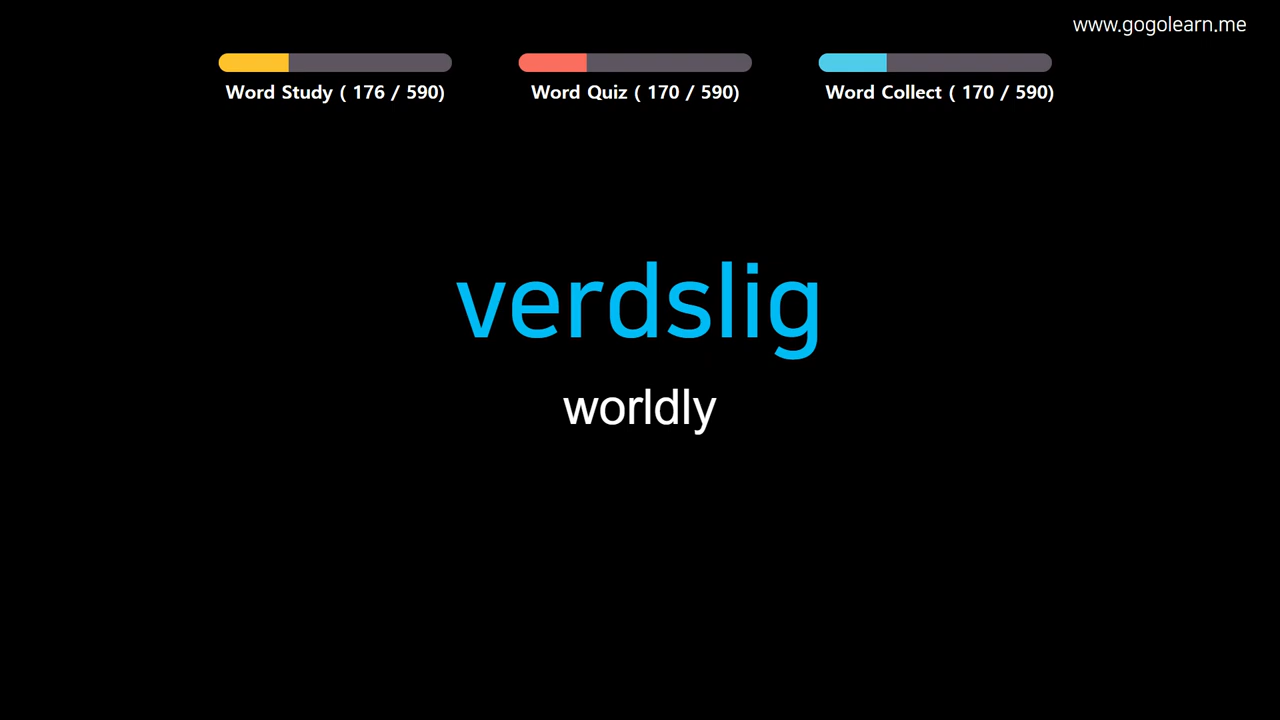 www.gogolearn.me
Word Study ( 176 / 590)
Word Quiz ( 170 / 590)
Word Collect ( 170 / 590)
verdslig
worldly